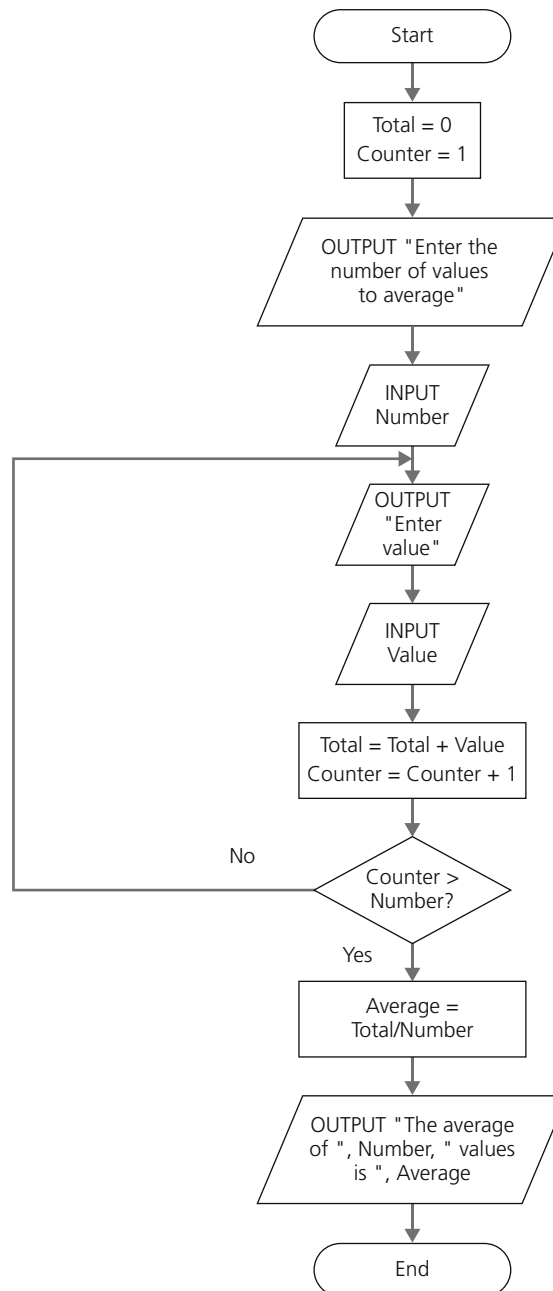 Start
Total = 0
Counter = 1
OUTPUT "Enter the
number of values
to average"
INPUT
Number
OUTPUT
"Enter
value"
INPUT
Value
Total = Total + Value
Counter = Counter + 1
No
Counter >
Number?
Yes
Average =
Total/Number
OUTPUT "The average
of ", Number, " values
is ", Average
End